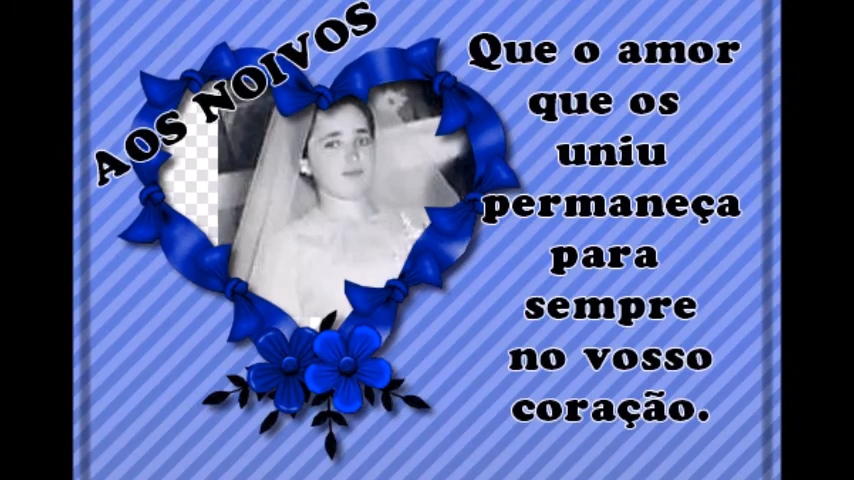 AOS NOIVOS
Que o amor
que os
uniu
permaneça
para
sempre
no vosso
coração.